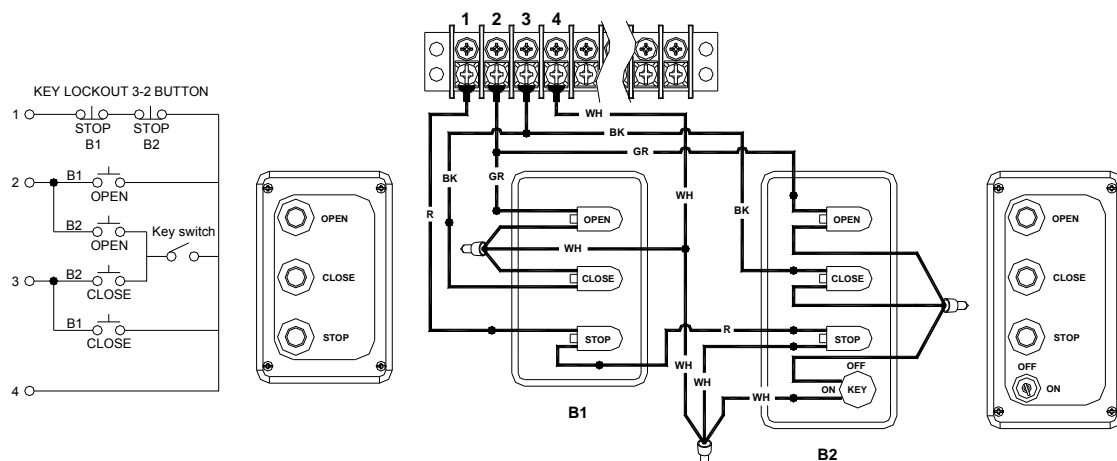 1 2 3 4
KEY LOCKOUT 3-2 BUTTON
1
STOP STOP
B1 B2
2 B1
OPEN
B2
OPEN
Key switch
3 B2
CLOSE
B1
CLOSE
4
OPEN
CLOSE
STOP
WH
BK
GR
BK
GR
R
WH
BK
WH
OPEN
CLOSE
STOP
R
WH
WH
WH
B1
OPEN
CLOSE
STOP
OFF
ON KEY
B2
OPEN
CLOSE
STOP
OFF
ON